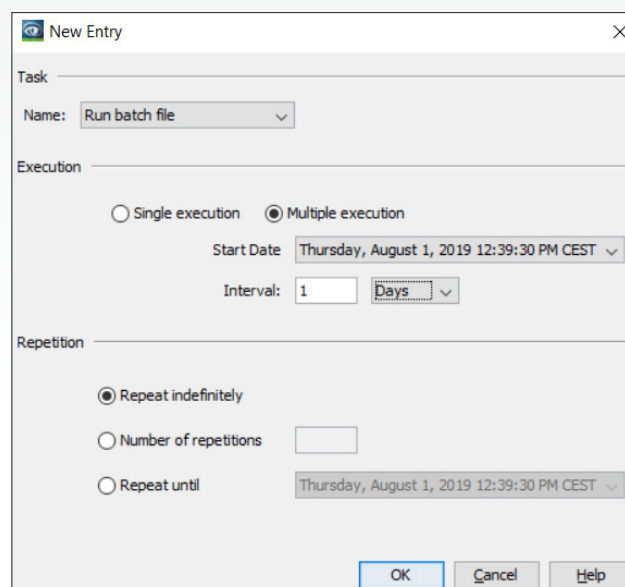 New Entry
Task
Name: Run batch file
Execution
Single execution Multiple execution
Start Date Thursday, August 1, 2019 12:39:30 PM CEST
Interval: 1 Days
Repetition
Repeat indefinitely
Number of repetitions
Repeat until Thursday, August 1, 2019 12:39:30 PM CEST
OK Cancel Help